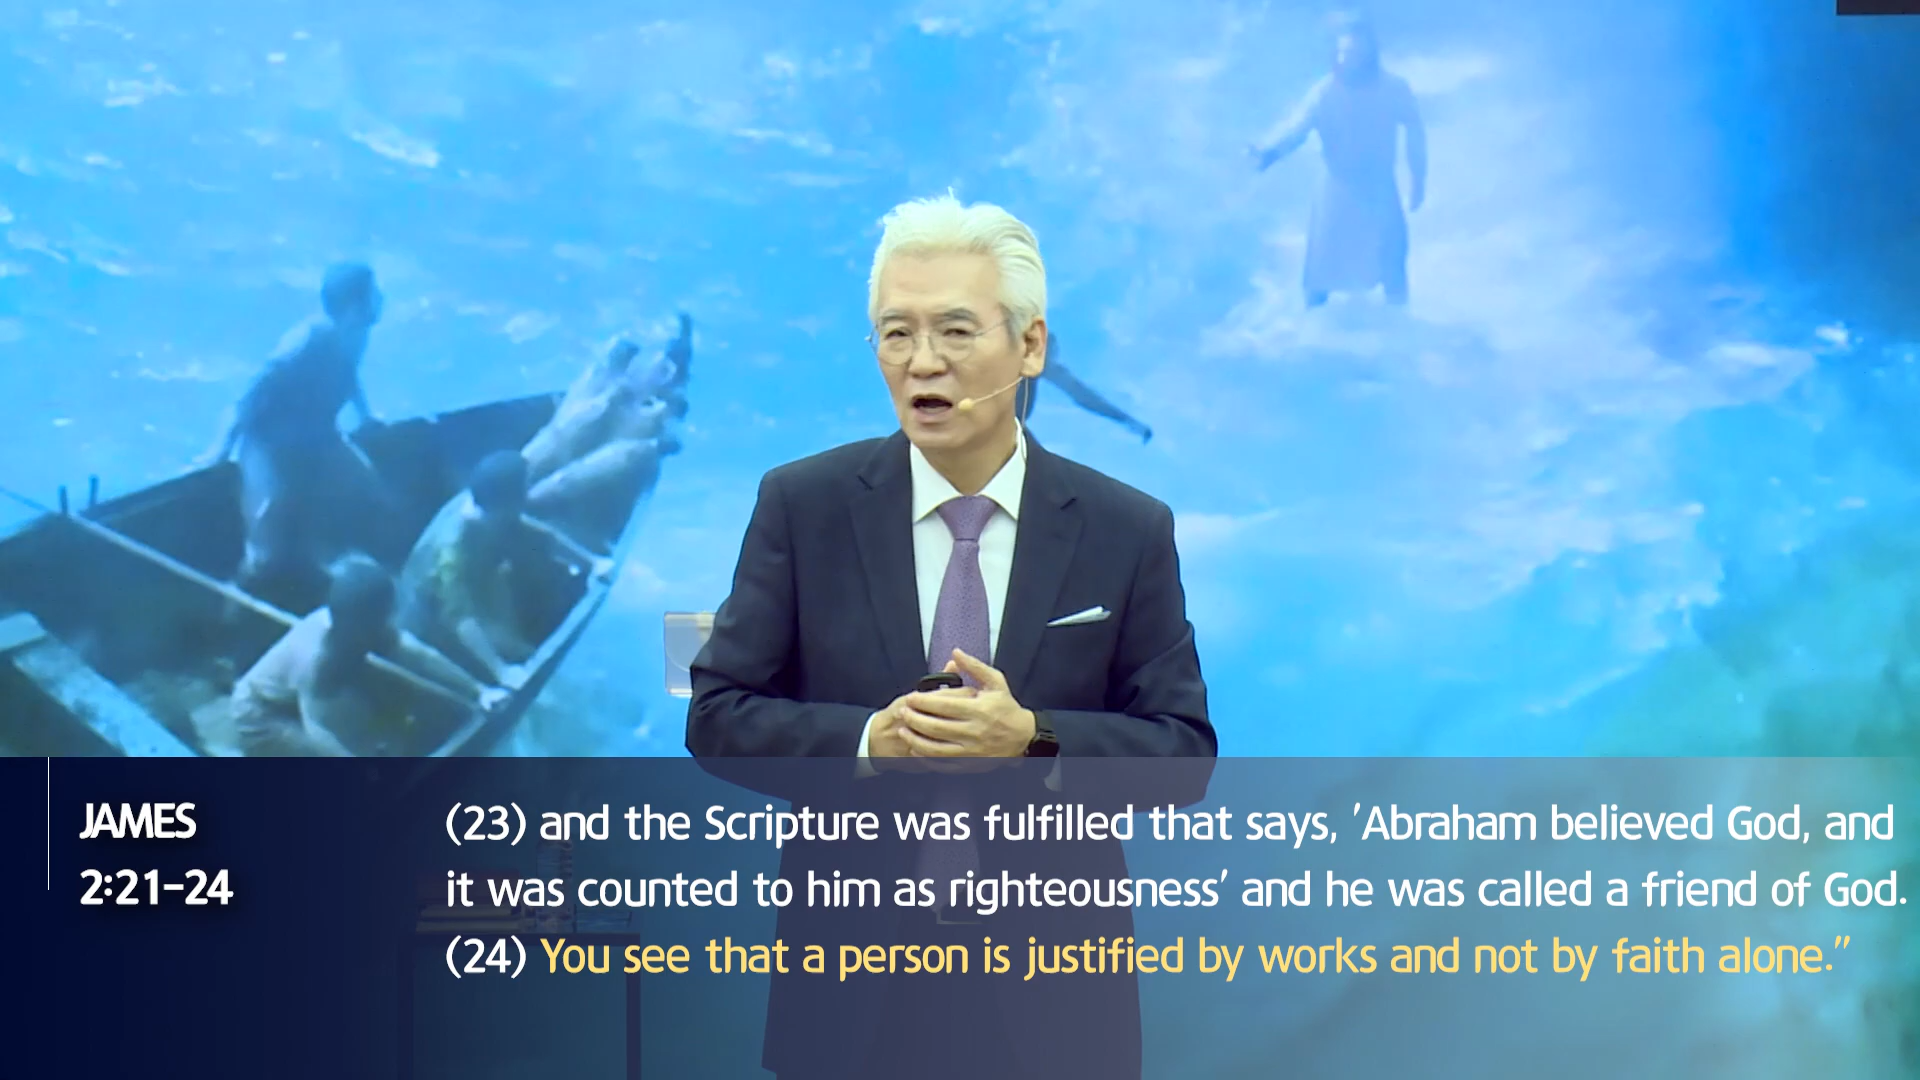 JAMES
2:21-24
(23) and the Scripture was fulfilled that says, 'Abraham believed God, and
it was counted to him as righteousness' and he was called a friend of God.
(24) You see that a person is justified by works and not by faith alone."